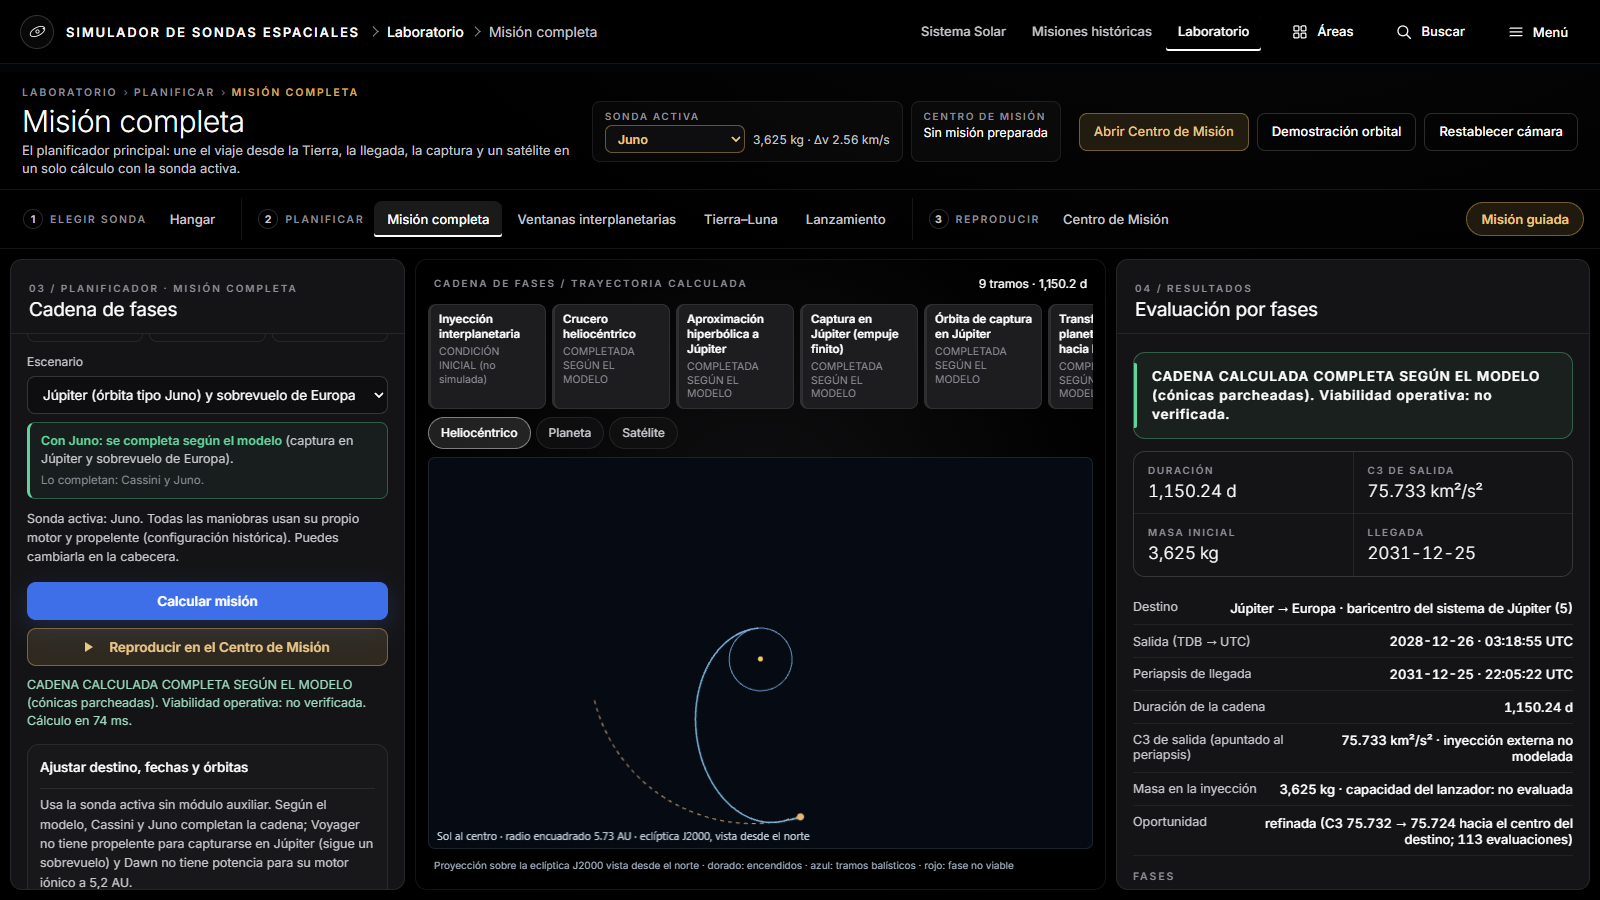 SIMULADOR DE SONDAS ESPACIALES > Laboratorio > Misión completa
Sistema Solar
Misiones históricas
Laboratorio
Áreas
Buscar
Menú
LABORATORIO › PLANIFICAR › MISIÓN COMPLETA
Misión completa
El planificador principal: une el viaje desde la Tierra, la llegada, la captura y un satélite en
un solo cálculo con la sonda activa.
SONDA ACTIVA
Juno
3,625 kg · Δv 2.56 km/s
CENTRO DE MISIÓN
Sin misión preparada
Abrir Centro de Misión
Demostración orbital
Restablecer cámara
1 ELEGIR SONDA
Hangar
2 PLANIFICAR
Misión completa
Ventanas interplanetarias
Tierra–Luna
Lanzamiento
3 REPRODUCIR
Centro de Misión
Misión guiada
03 / PLANIFICADOR · MISIÓN COMPLETA
Cadena de fases
Escenario
Júpiter (órbita tipo Juno) y sobrevuelo de Europa
Con Juno: se completa según el modelo (captura en
Júpiter y sobrevuelo de Europa).
Lo completan: Cassini y Juno.
Sonda activa: Juno. Todas las maniobras usan su propio
motor y propelente (configuración histórica). Puedes
cambiarla en la cabecera.
Calcular misión
Reproducir en el Centro de Misión
CADENA CALCULADA COMPLETA SEGÚN EL MODELO
(cónicas parcheadas). Viabilidad operativa: no verificada.
Cálculo en 74 ms.
Ajustar destino, fechas y órbitas
Usa la sonda activa sin módulo auxiliar. Según el
modelo, Cassini y Juno completan la cadena; Voyager
no tiene propelente para capturarse en Júpiter (sigue un
sobrevuelo) y Dawn no tiene potencia para su motor
iónico a 5,2 AU.
CADENA DE FASES / TRAYECTORIA CALCULADA
9 tramos · 1,150.2 d
Inyección
interplanetaria
CONDICIÓN
INICIAL (no
simulada)
Crucero
heliocéntrico
COMPLETADA
SEGÚN EL
MODELO
Aproximación
hiperbólica a
Júpiter
COMPLETADA
SEGÚN EL
MODELO
Captura en
Júpiter (empuje
finito)
COMPLETADA
SEGÚN EL
MODELO
Órbita de captura
en Júpiter
COMPLETADA
SEGÚN EL
MODELO
Transf
planet
hacia
COMPL
SEGÚN
MODEL
Heliocéntrico
Planeta
Satélite
Sol al centro · radio encuadrado 5.73 AU · eclíptica J2000, vista desde el norte
Proyección sobre la eclíptica J2000 vista desde el norte · dorado: encendidos · azul: tramos balísticos · rojo: fase no viable
04 / RESULTADOS
Evaluación por fases
CADENA CALCULADA COMPLETA SEGÚN EL MODELO
(cónicas parcheadas). Viabilidad operativa: no
verificada.
DURACIÓN
1,150.24 d
C3 DE SALIDA
75.733 km²/s²
MASA INICIAL
3,625 kg
LLEGADA
2031-12-25
Destino
Júpiter → Europa · baricentro del sistema de Júpiter (5)
Salida (TDB → UTC)
2028-12-26 · 03:18:55 UTC
Periapsis de llegada
2031-12-25 · 22:05:22 UTC
Duración de la cadena
1,150.24 d
C3 de salida (apuntado al
periapsis)
75.733 km²/s² · inyección externa no
modelada
Masa en la inyección
3,625 kg · capacidad del lanzador: no evaluada
Oportunidad
refinada (C3 75.732 → 75.724 hacia el centro del
destino; 113 evaluaciones)
FASES